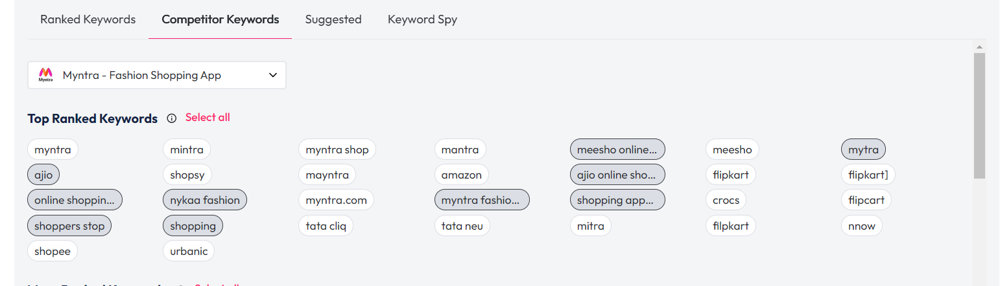 Ranked Keywords Competitor Keywords Suggested Keyword Spy
Myntra Myntra - Fashion Shopping App
Top Ranked Keywords Select all
myntra mintra myntra shop mantra meesho online... meesho mytra
ajio shopsy mayntra amazon ajio online sho... flipkart flipkart]
online shoppin... nykaa fashion myntra.com myntra fashio... shopping app... crocs flipcart
shoppers stop shopping tata cliq tata neu mitra filpkart nnow
shopee urbanic